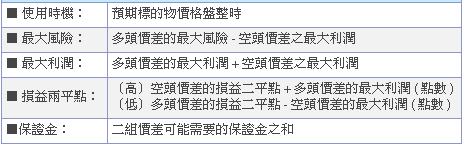 ■ 使用時機： 預期標的物價格盤整時
■ 最大風險： 多頭價差的最大風險 - 空頭價差之最大利潤
■ 最大利潤： 多頭價差的最大利潤 + 空頭價差之最大利潤
■ 損益兩平點： 〔高〕空頭價差的損益二平點 + 多頭價差的最大利潤 ( 點數 )
〔低〕多頭價差的損益二平點 - 空頭價差的最大利潤 ( 點數 )
■保證金： 二組價差可能需要的保證金之和